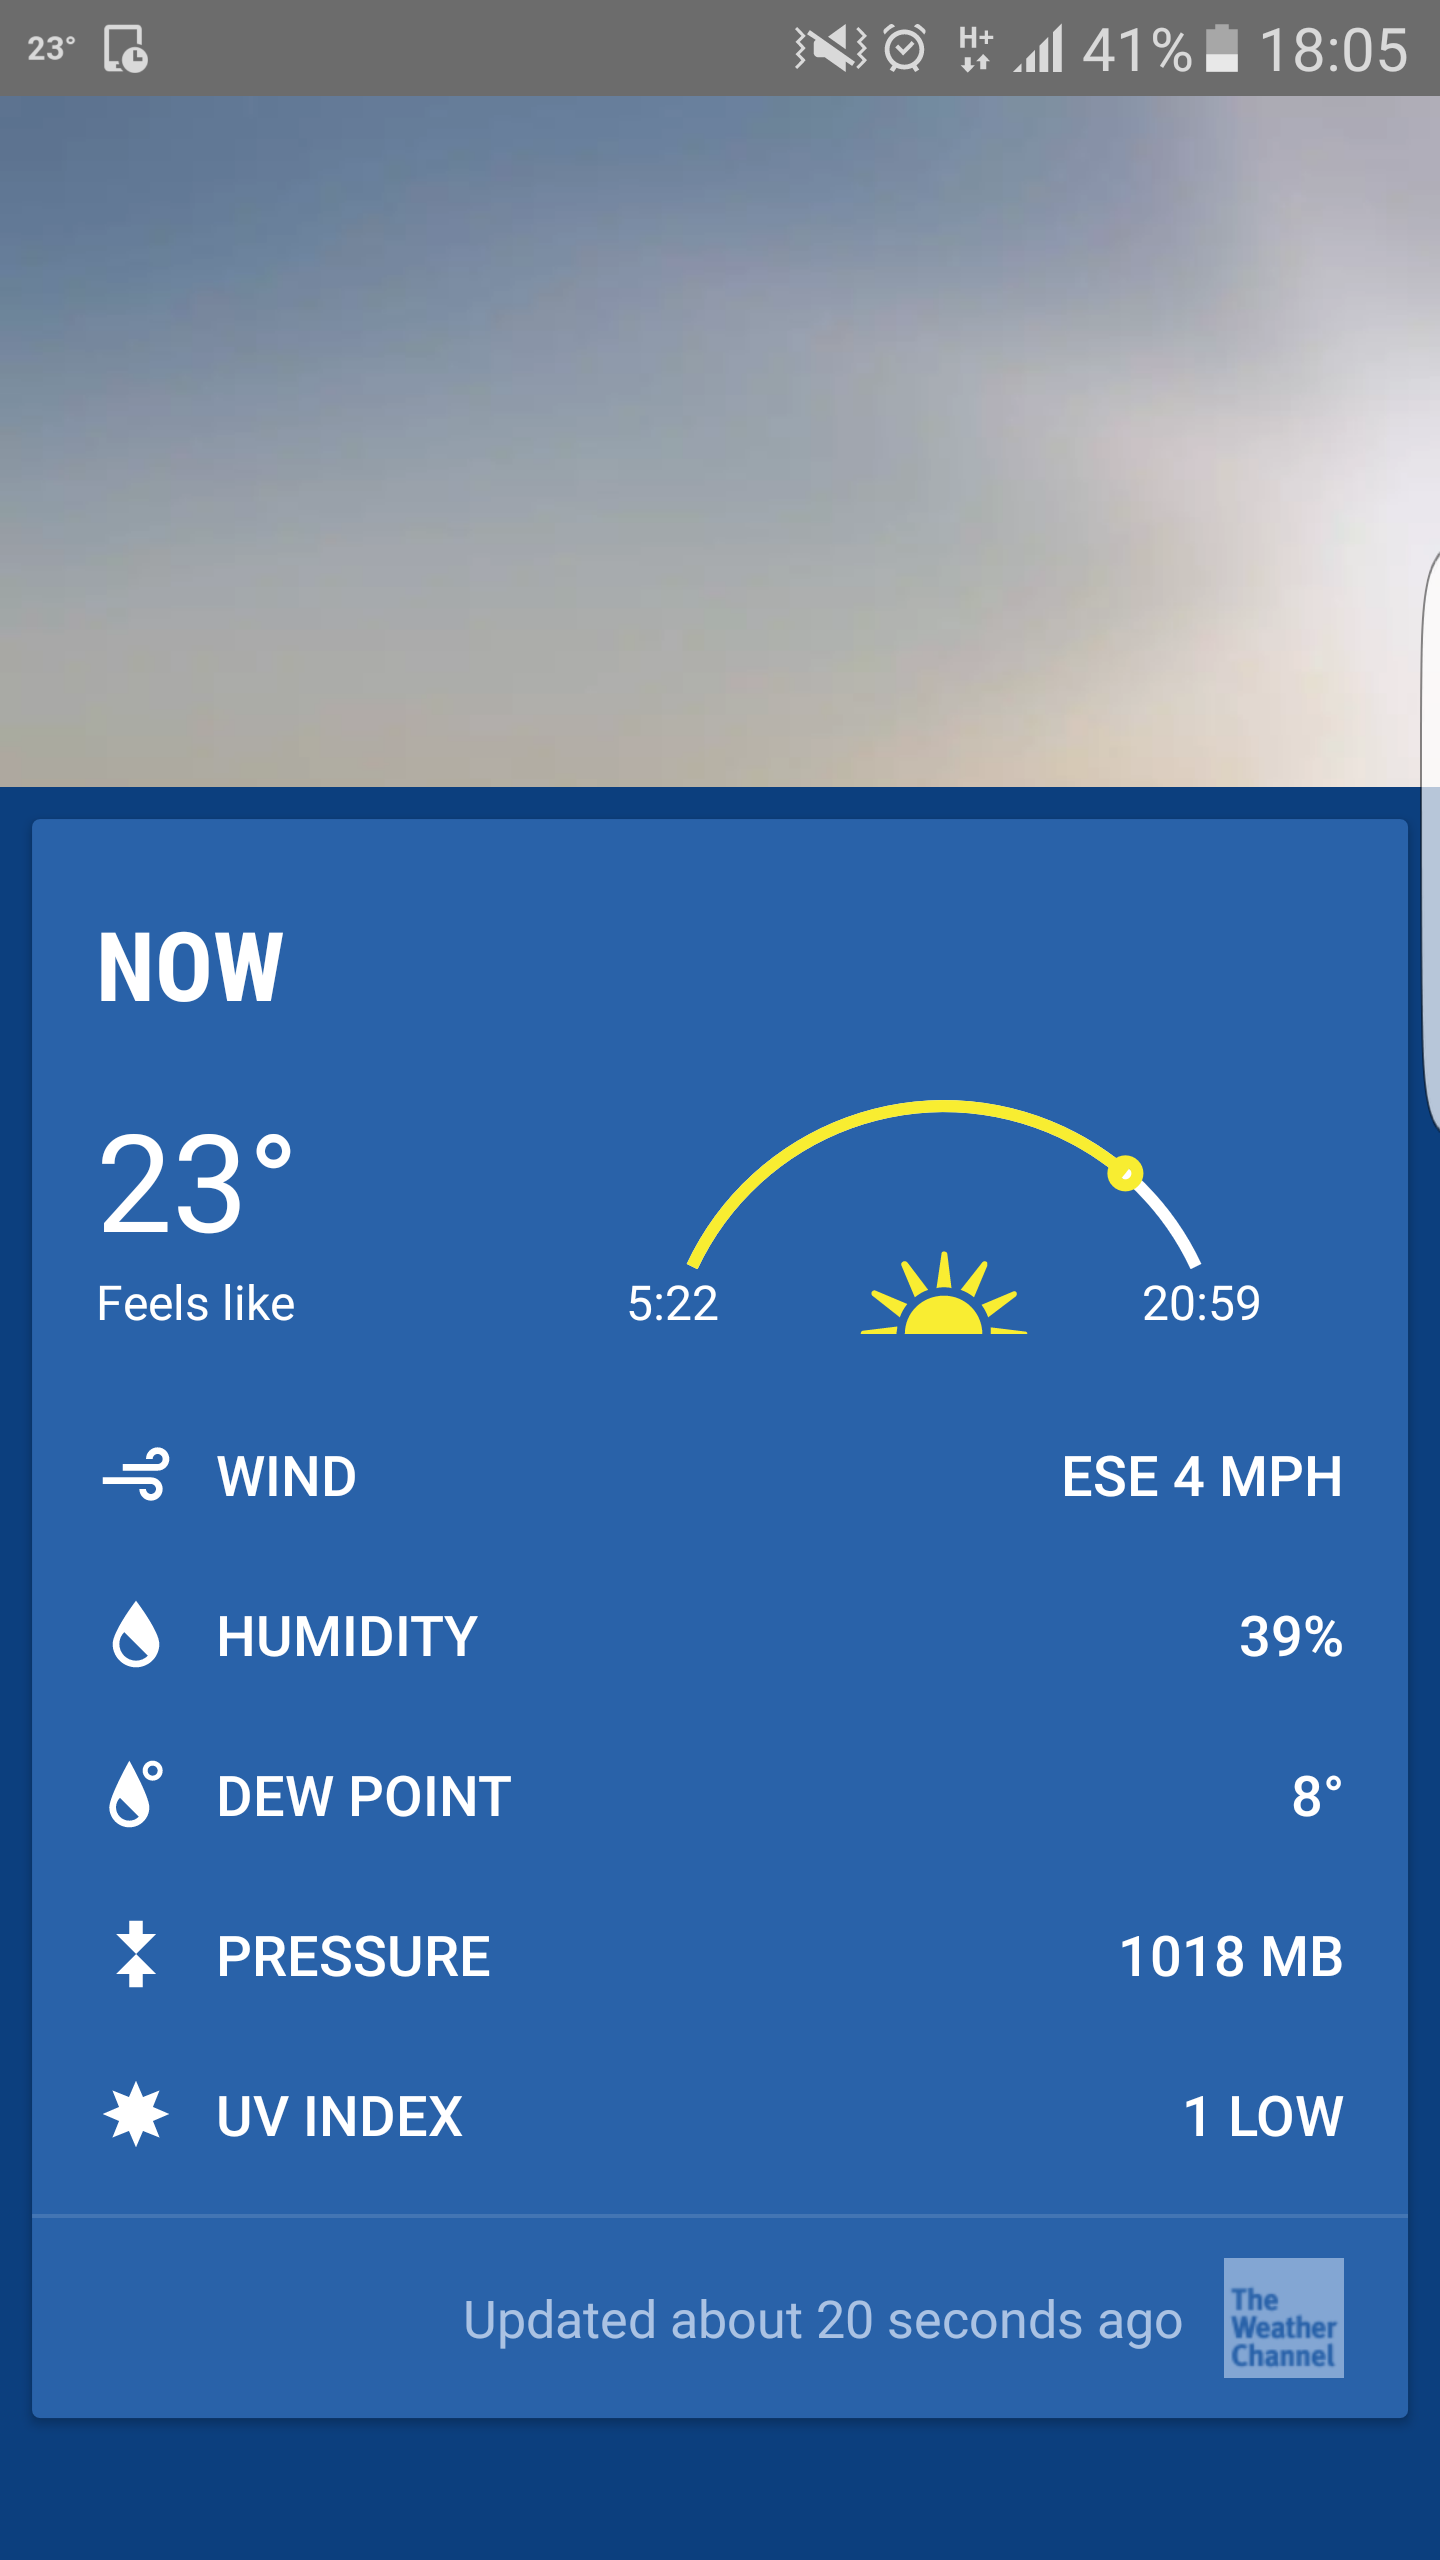 23° H+ 41% 18:05
NOW
23°
Feels like
5:22 20:59
WIND ESE 4 MPH
HUMIDITY 39%
DEW POINT 8°
PRESSURE 1018 MB
UV INDEX 1 LOW
Updated about 20 seconds ago
The
Weather
Channel